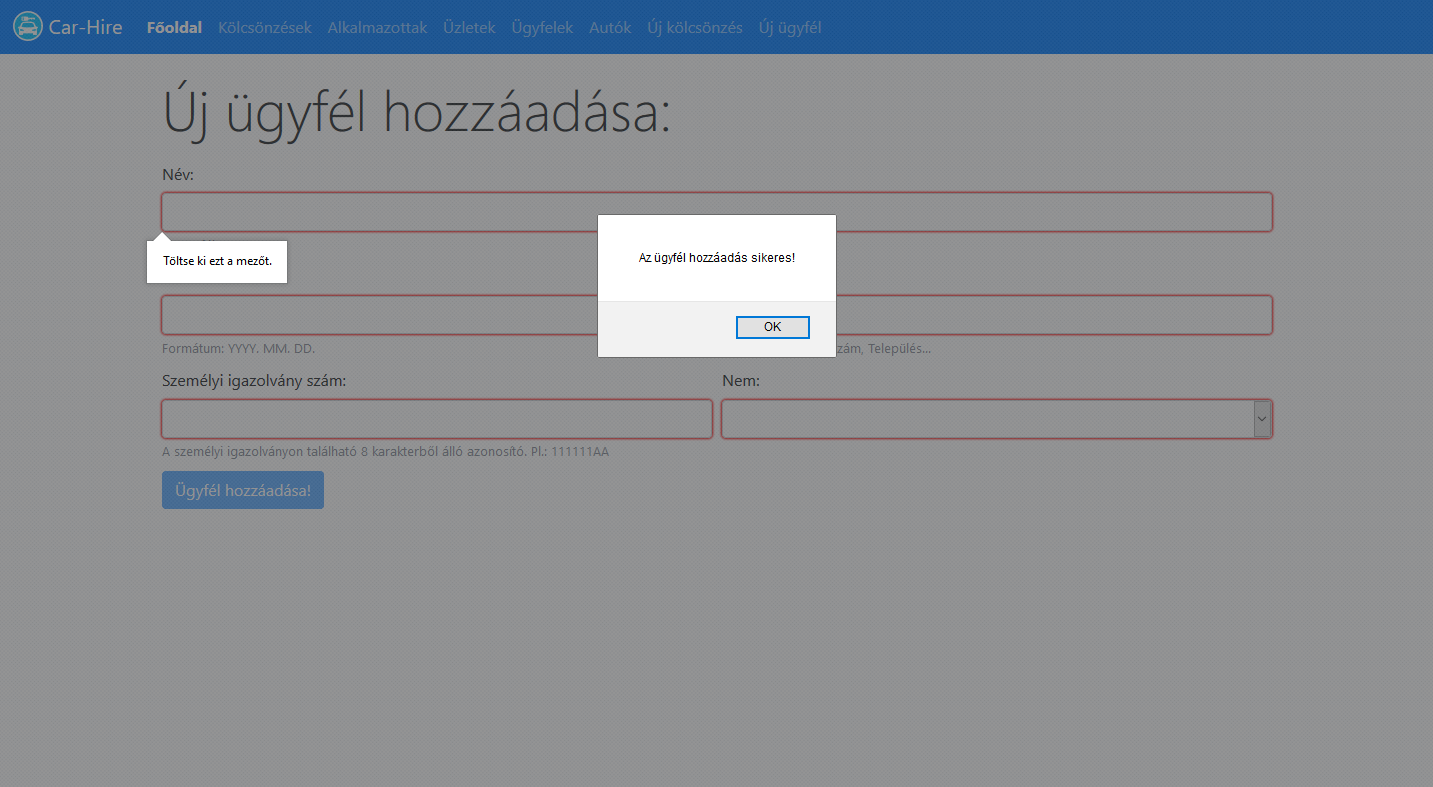 Car-Hire Főoldal Kölcsönzések Alkalmazottak Üzletek Ügyfelek Autók Új kölcsönzés Új ügyfél
Új ügyfél hozzáadása:
Név:
Töltse ki ezt a mezőt.
Az ügyfél hozzáadás sikeres!
OK
Formátum: YYYY. MM. DD.
Település...
Személyi igazolvány szám: Nem:
A személyi igazolványon található 8 karakterből álló azonosító. Pl.: 111111AA
Ügyfél hozzáadása!